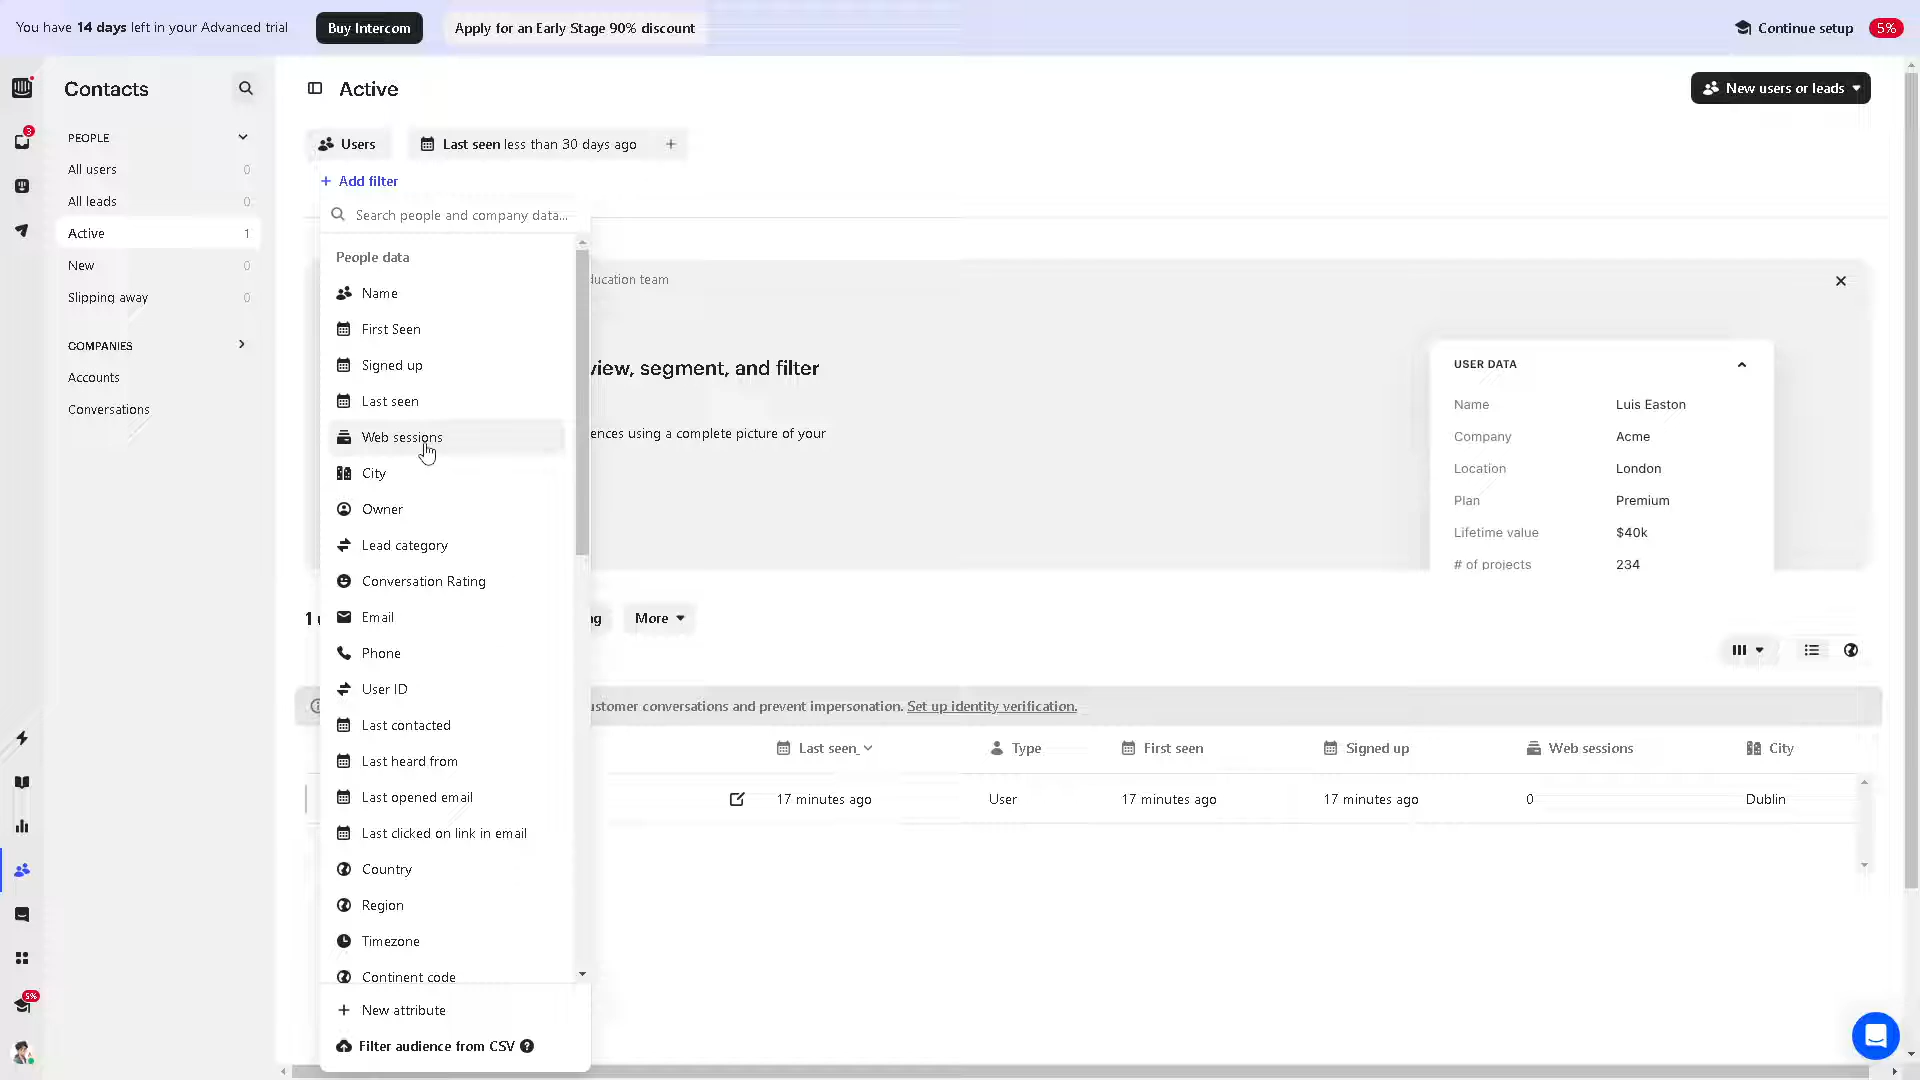 You have 14 days left in your Advanced trial
Buy Intercom
Apply for an Early Stage 90% discount
Continue setup
5%
Contacts
PEOPLE
All users 0
All leads 0
Active 1
New 0
Slipping away 0
COMPANIES
Accounts
Conversations
3
5%
Active
New users or leads
Users
Last seen less than 30 days ago
+ Add filter
Search people and company data...
People data
Name
First Seen
Signed up
Last seen
Web sessions
City
Owner
Lead category
Conversation Rating
Email
Phone
User ID
Last contacted
Last heard from
Last opened email
Last clicked on link in email
Country
Region
Timezone
Continent code
New attribute
Filter audience from CSV
team
view, segment, and filter
using a complete picture of your
USER DATA
Name Luis Easton
Company Acme
Location London
Plan Premium
Lifetime value $40k
# of projects 234
1
More
conversations and prevent impersonation. Set up identity verification.
Last seen Type First seen Signed up Web sessions City
17 minutes ago User 17 minutes ago 17 minutes ago 0 Dublin